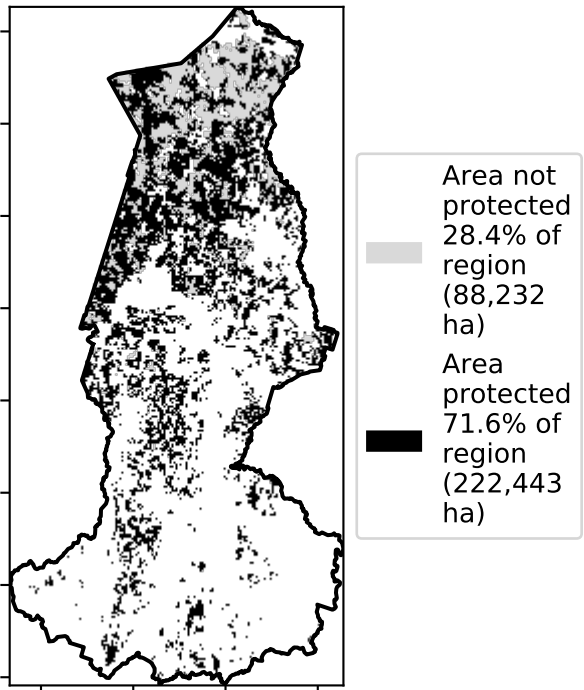 Area not
protected
28.4% of
region
(88,232
ha)
Area
protected
71.6% of
region
(222,443
ha)